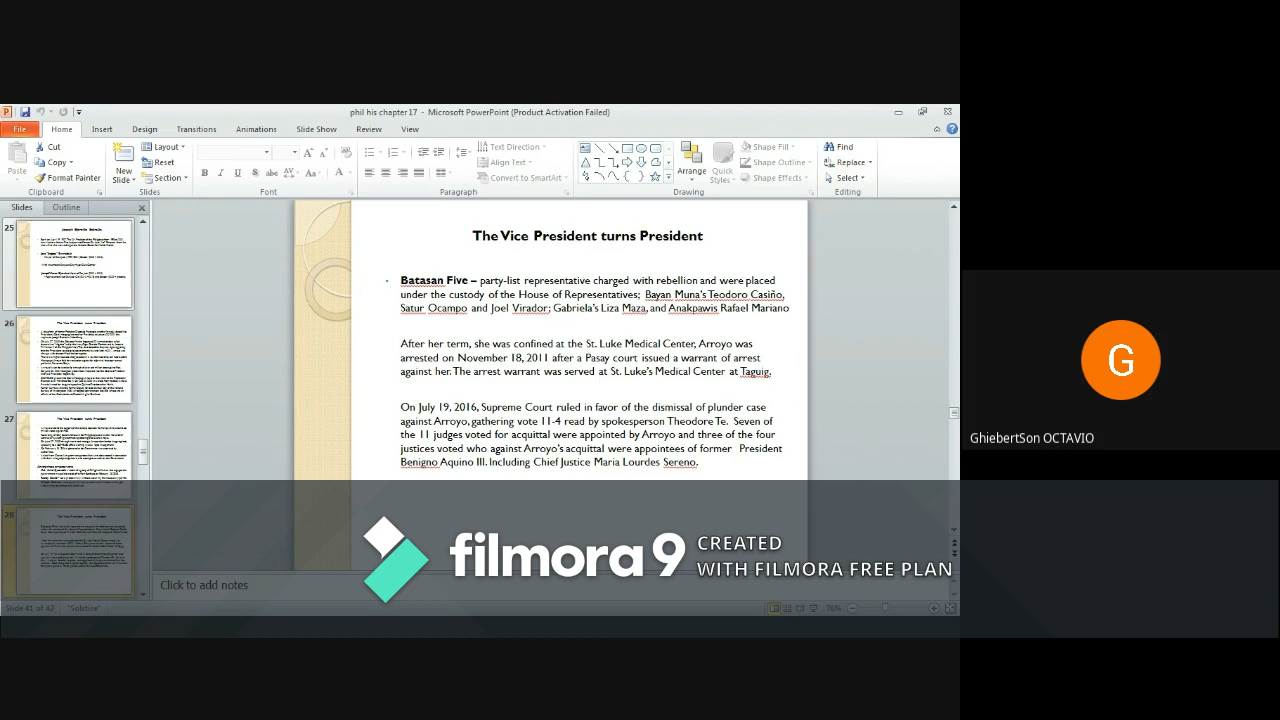 phil his chapter17 - Microsoft PowerPoint (Product Activation Failed)
File Home Insert Design Transitions Animations Slide Show Review View
Paste
Cut
Copy
Format Painter
Clipboard
New Slide
Layout
Reset
Section
Slides
Font
Paragraph
Text Direction
Align Text
Convert to SmartArt
Arrange
Quick Styles
Shape Fill
Shape Outline
Shape Effects
Drawing
Find
Replace
Select
Editing
Slides Outline
25
26
27
28
The Vice President turns President
Batasan Five – party-list representative charged with rebellion and were placed
under the custody of the House of Representatives; Bayan Muna's Teodoro Casiño,
Satur Ocampo and Joel Virador; Gabriela's Liza Maza, and Anakpawis Rafael Mariano
After her term, she was confined at the St. Luke Medical Center, Arroyo was
arrested on November 18, 2011 after a Pasay court issued a warrant of arrest
against her. The arrest warrant was served at St. Luke's Medical Center at Taguig.
On July 19, 2016, Supreme Court ruled in favor of the dismissal of plunder case
against Arroyo, gathering vote 11-4 read by spokesperson Theodore Te. Seven of
the 11 judges voted for acquittal were appointed by Arroyo and three of the four
justices voted who against Arroyo's acquittal were appointees of former President
Benigno Aquino III. Including Chief Justice Maria Lourdes Sereno.
Click to add notes
Slide 41 of 42 "Solstice" 76%
filmora 9 CREATED
WITH FILMORA FREE PLAN
G
GhiebertSon OCTAVIO